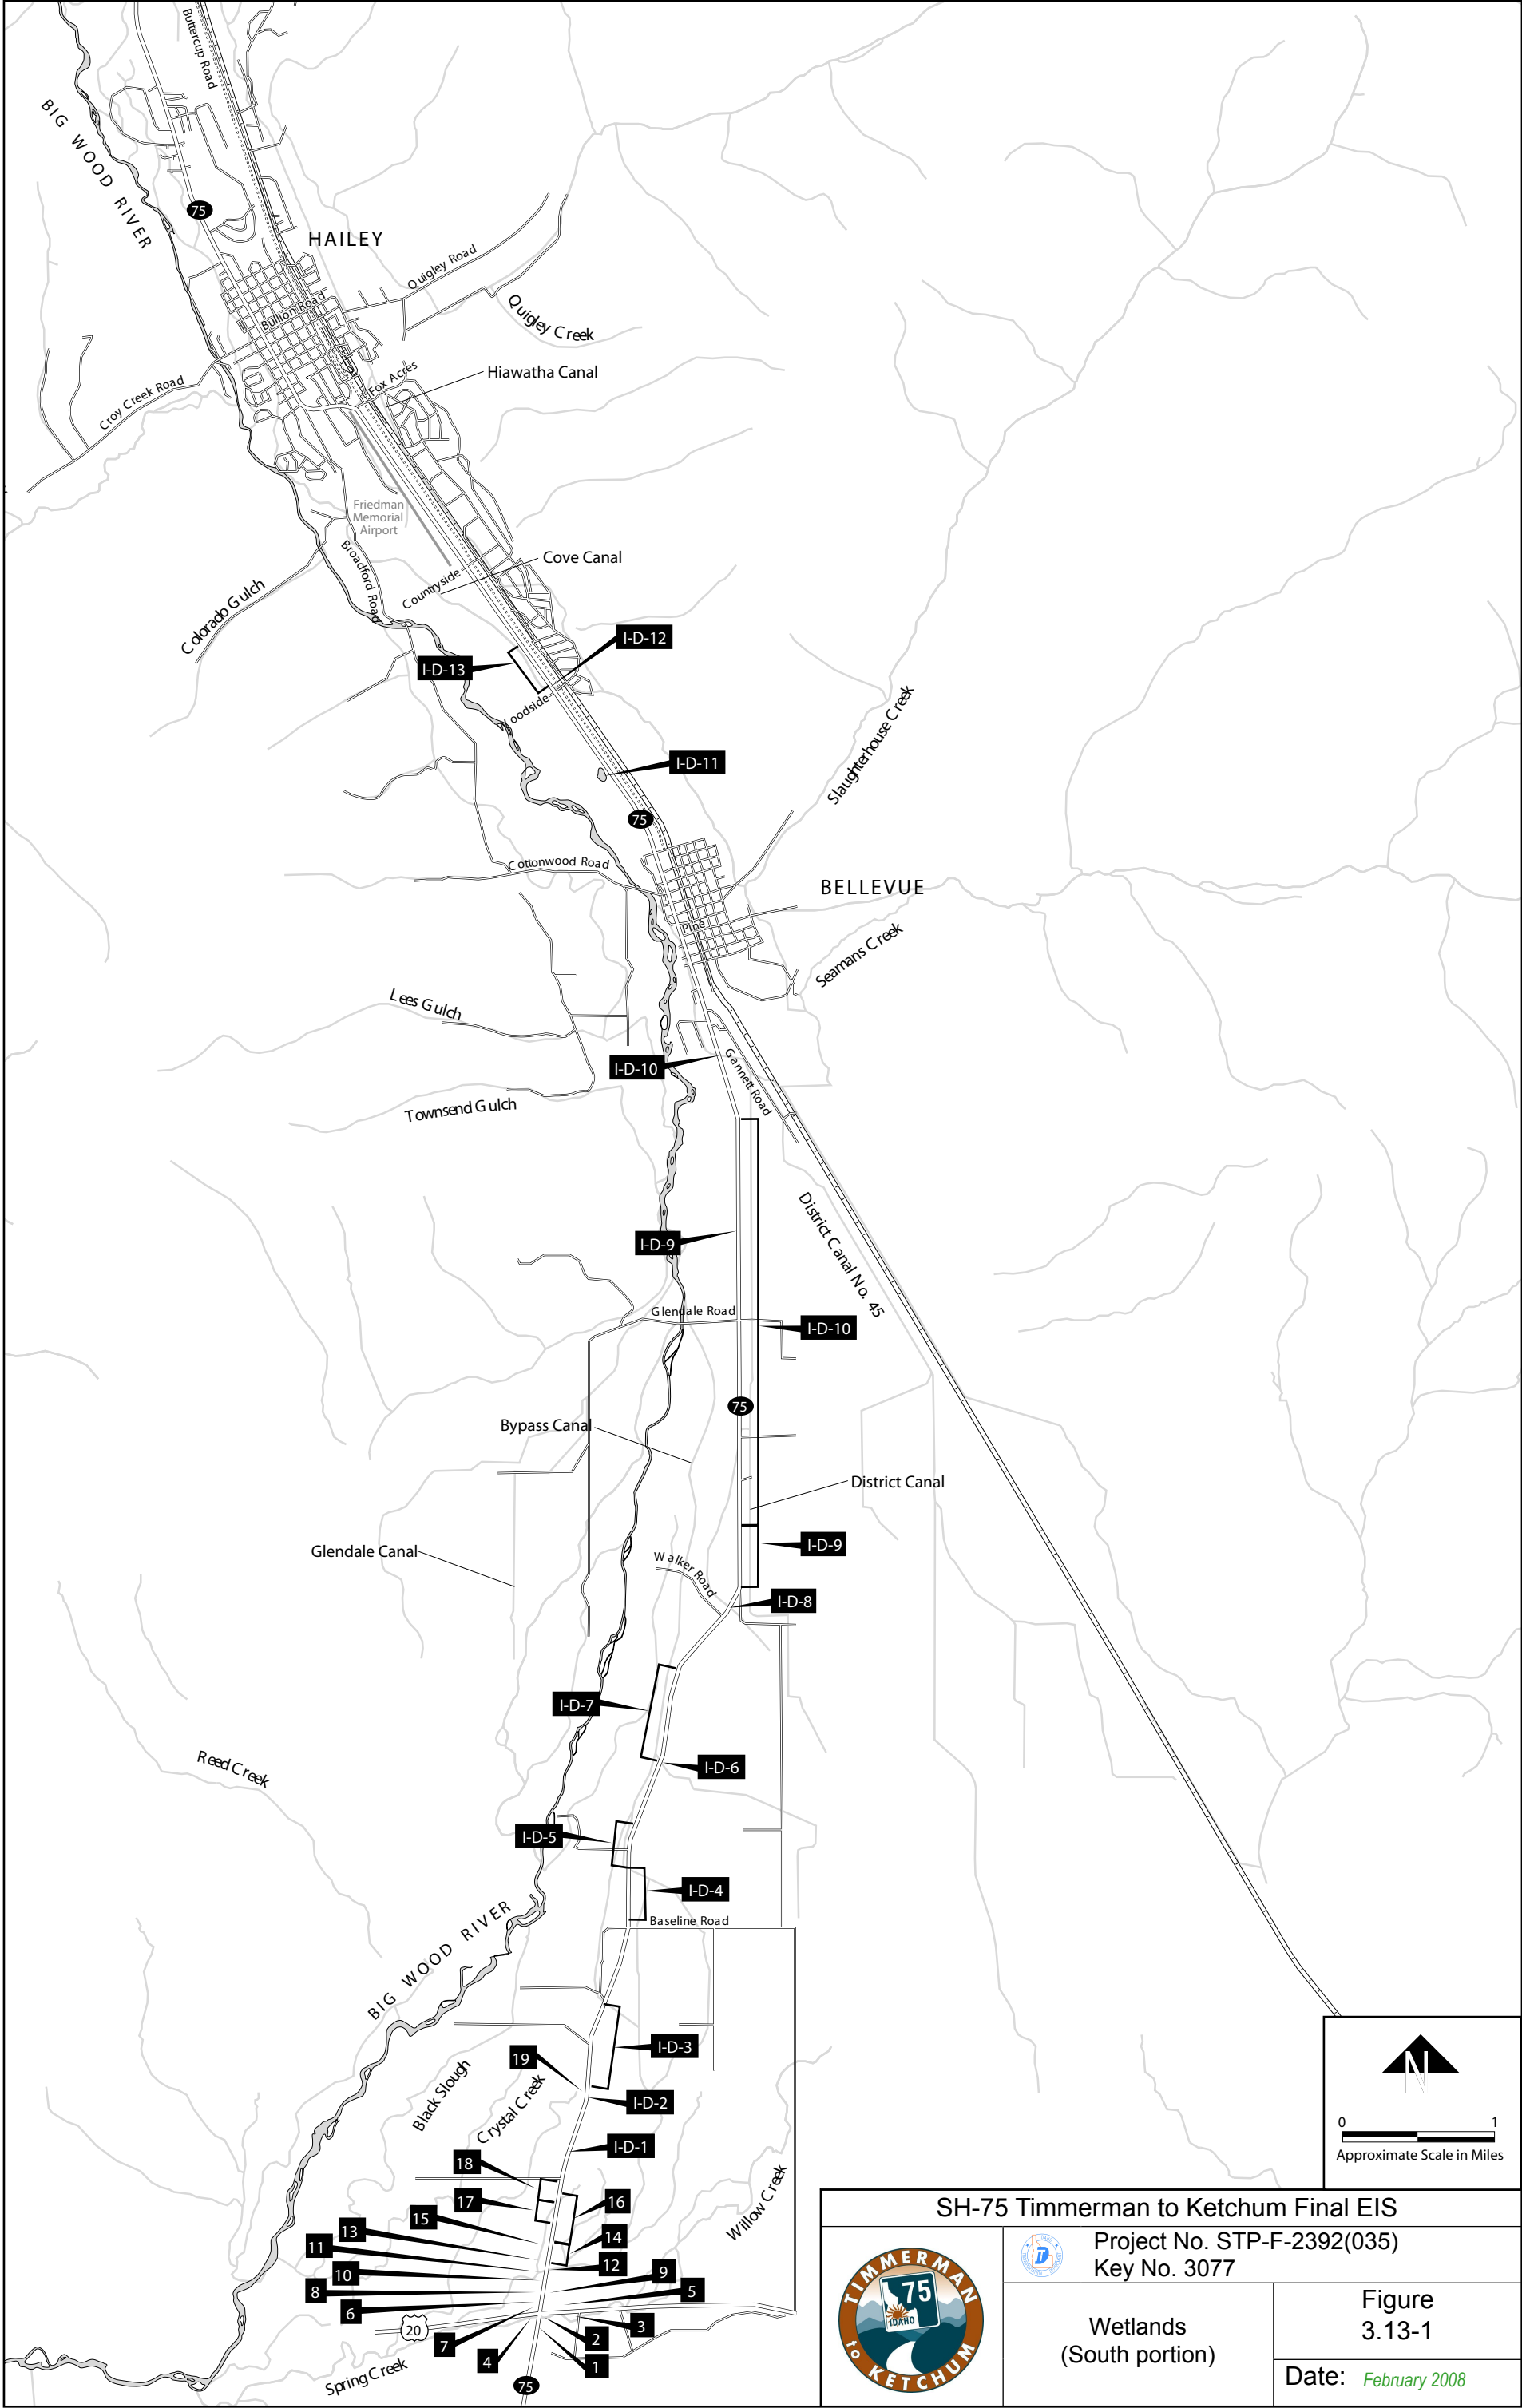 Buttercup Road
BIG WOOD RIVER
75
HAILEY
Quigley Road
Bullion Road
Quigley Creek
Hiawatha Canal
Fox Acres
Croy Creek Road
Friedman
Memorial
Airport
Broadford Road
Cove Canal
Countryside
Colorado Gulch
I-D-12
I-D-13
Woodside
Slaughterhouse Creek
I-D-11
75
Cottonwood Road
BELLEVUE
Pine
Seamans Creek
Lees Gulch
I-D-10
Gannett Road
Townsend Gulch
District Canal No. 45
I-D-9
Glendale Road
I-D-10
75
Bypass Canal
District Canal
I-D-9
Glendale Canal
Walker Road
I-D-8
I-D-7
Reed Creek
I-D-6
I-D-5
I-D-4
Baseline Road
BIG WOOD RIVER
I-D-3
19
Black Slough
Crystal Creek
I-D-2
I-D-1
18
17
16
Willow Creek
15
13
14
11
12
10
9
8
5
6
20
3
7
2
4
1
Spring Creek
75
N
0 1
Approximate Scale in Miles
SH-75 Timmerman to Ketchum Final EIS
Project No. STP-F-2392(035)
Key No. 3077
TIMMERMAN
75
IDAHO
to KETCHUM
Wetlands
(South portion)
Figure
3.13-1
Date: February 2008